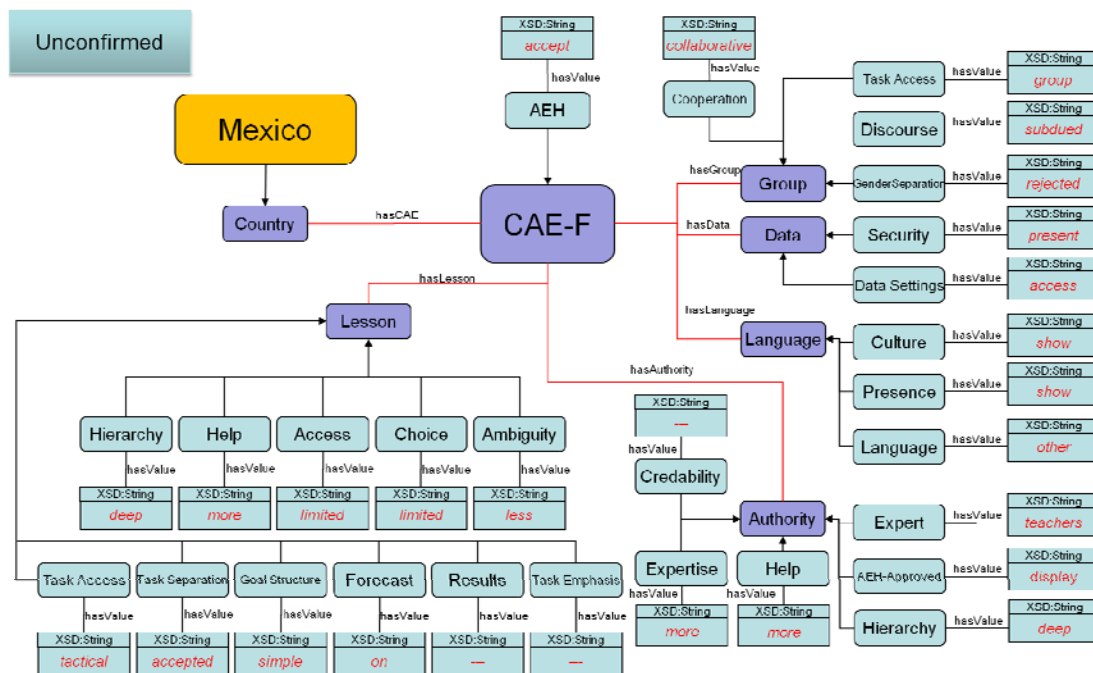 Unconfirmed
XSD:String
accept
hasValue
AEH
XSD:String
collaborative
hasValue
Cooperation
Task Access
hasValue
XSD:String
group
Discourse
hasValue
XSD:String
subdued
GenderSeparation
hasValue
XSD:String
rejected
Mexico
Country
hasCAE
CAE-F
hasGroup
Group
hasData
Data
Security
hasValue
XSD:String
present
Data Settings
hasValue
XSD:String
access
hasLanguage
Language
Culture
hasValue
XSD:String
show
Presence
hasValue
XSD:String
show
Language
hasValue
XSD:String
other
hasLesson
Lesson
hasAuthority
Hierarchy
Help
Access
Choice
Ambiguity
hasValue
hasValue
hasValue
hasValue
hasValue
XSD:String
XSD:String
XSD:String
XSD:String
XSD:String
deep
more
limited
limited
less
XSD:String
---
hasValue
Credability
Authority
Expertise
Help
hasValue
hasValue
XSD:String
XSD:String
more
more
Expert
hasValue
XSD:String
teachers
AEH-Approved
hasValue
XSD:String
display
Hierarchy
hasValue
XSD:String
deep
Task Access
Task Separation
Goal Structure
Forecast
Results
Task Emphasis
hasValue
hasValue
hasValue
hasValue
hasValue
hasValue
XSD:String
XSD:String
XSD:String
XSD:String
XSD:String
XSD:String
tactical
accepted
simple
on
---
---